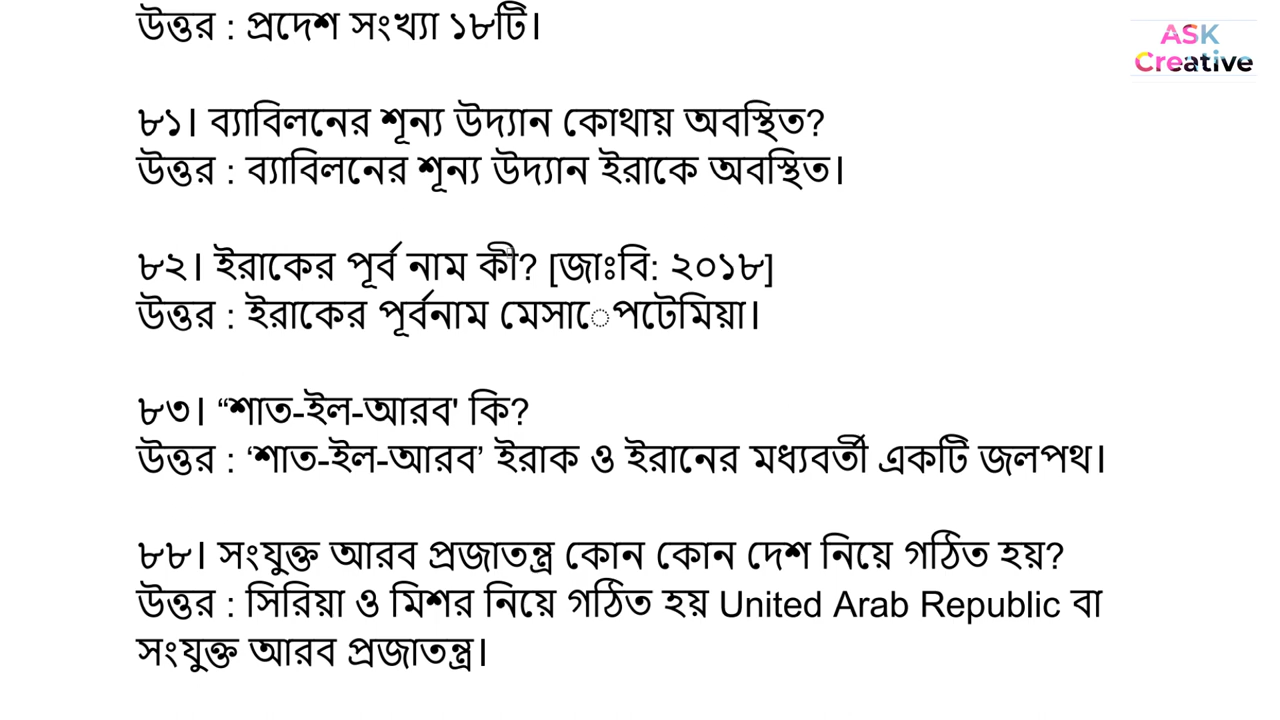 উত্তর : প্রদেশ সংখ্যা ১৮টি।
ASK
Creative
৮১। ব্যাবিলনের শূন্য উদ্যান কোথায় অবস্থিত?
উত্তর : ব্যাবিলনের শূন্য উদ্যান ইরাকে অবস্থিত।
৮২। ইরাকের পূর্ব নাম কী? [জাঃবি: ২০১৮]
উত্তর : ইরাকের পূর্বনাম মেসােপটেমিয়া।
৮৩। “শাত-ইল-আরব' কি?
উত্তর : ‘শাত-ইল-আরব’ ইরাক ও ইরানের মধ্যবর্তী একটি জলপথ।
৮৮। সংযুক্ত আরব প্রজাতন্ত্র কোন কোন দেশ নিয়ে গঠিত হয়?
উত্তর : সিরিয়া ও মিশর নিয়ে গঠিত হয় United Arab Republic বা
সংযুক্ত আরব প্রজাতন্ত্র।